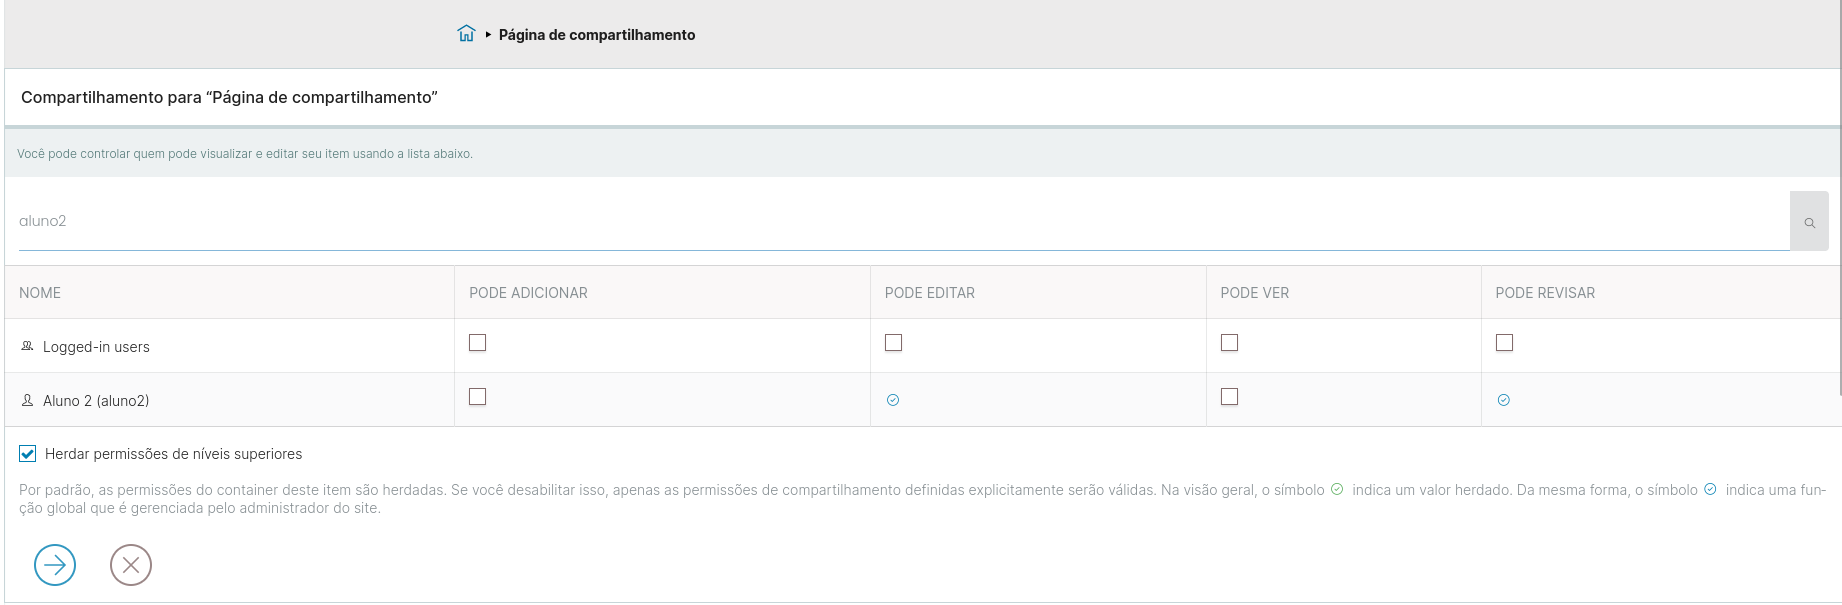 Página de compartilhamento
Compartilhamento para “Página de compartilhamento”
Você pode controlar quem pode visualizar e editar seu item usando a lista abaixo.
aluno2
NOME PODE ADICIONAR PODE EDITAR PODE VER PODE REVISAR
Logged-in users
Aluno 2 (aluno2)
Herdar permissões de níveis superiores
Por padrão, as permissões do container deste item são herdadas. Se você desabilitar isso, apenas as permissões de compartilhamento definidas explicitamente serão válidas. Na visão geral, o símbolo indica um valor herdado. Da mesma forma, o símbolo indica uma fun-
ção global que é gerenciada pelo administrador do site.